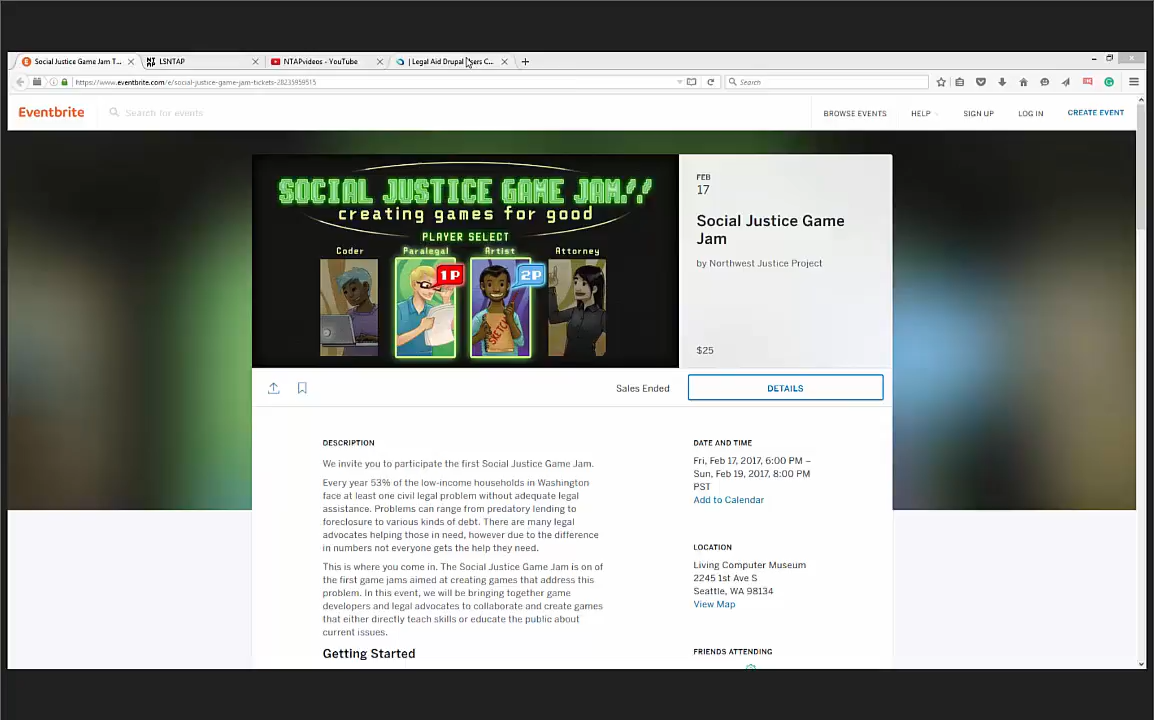 Social Justice Game Jam T...
LSNTAP
NTAPvideos - YouTube
| Legal Aid Drupal Users C...
https://www.eventbrite.com/e/social-justice-game-jam-tickets-28235959515
Search
Eventbrite
Search for events
BROWSE EVENTS
HELP
SIGN UP
LOG IN
CREATE EVENT
SOCIAL JUSTICE GAME JAM!!
creating games for good
PLAYER SELECT
Coder
Paralegal
Artist
Attorney
1P
2P
SKETCH
FEB
17
Social Justice Game
Jam
by Northwest Justice Project
$25
Sales Ended
DETAILS
DESCRIPTION
We invite you to participate the first Social Justice Game Jam.
Every year 53% of the low-income households in Washington
face at least one civil legal problem without adequate legal
assistance. Problems can range from predatory lending to
foreclosure to various kinds of debt. There are many legal
advocates helping those in need, however due to the difference
in numbers not everyone gets the help they need.
This is where you come in. The Social Justice Game Jam is on of
the first game jams aimed at creating games that address this
problem. In this event, we will be bringing together game
developers and legal advocates to collaborate and create games
that either directly teach skills or educate the public about
current issues.
Getting Started
DATE AND TIME
Fri, Feb 17, 2017, 6:00 PM –
Sun, Feb 19, 2017, 8:00 PM
PST
Add to Calendar
LOCATION
Living Computer Museum
2245 1st Ave S
Seattle, WA 98134
View Map
FRIENDS ATTENDING